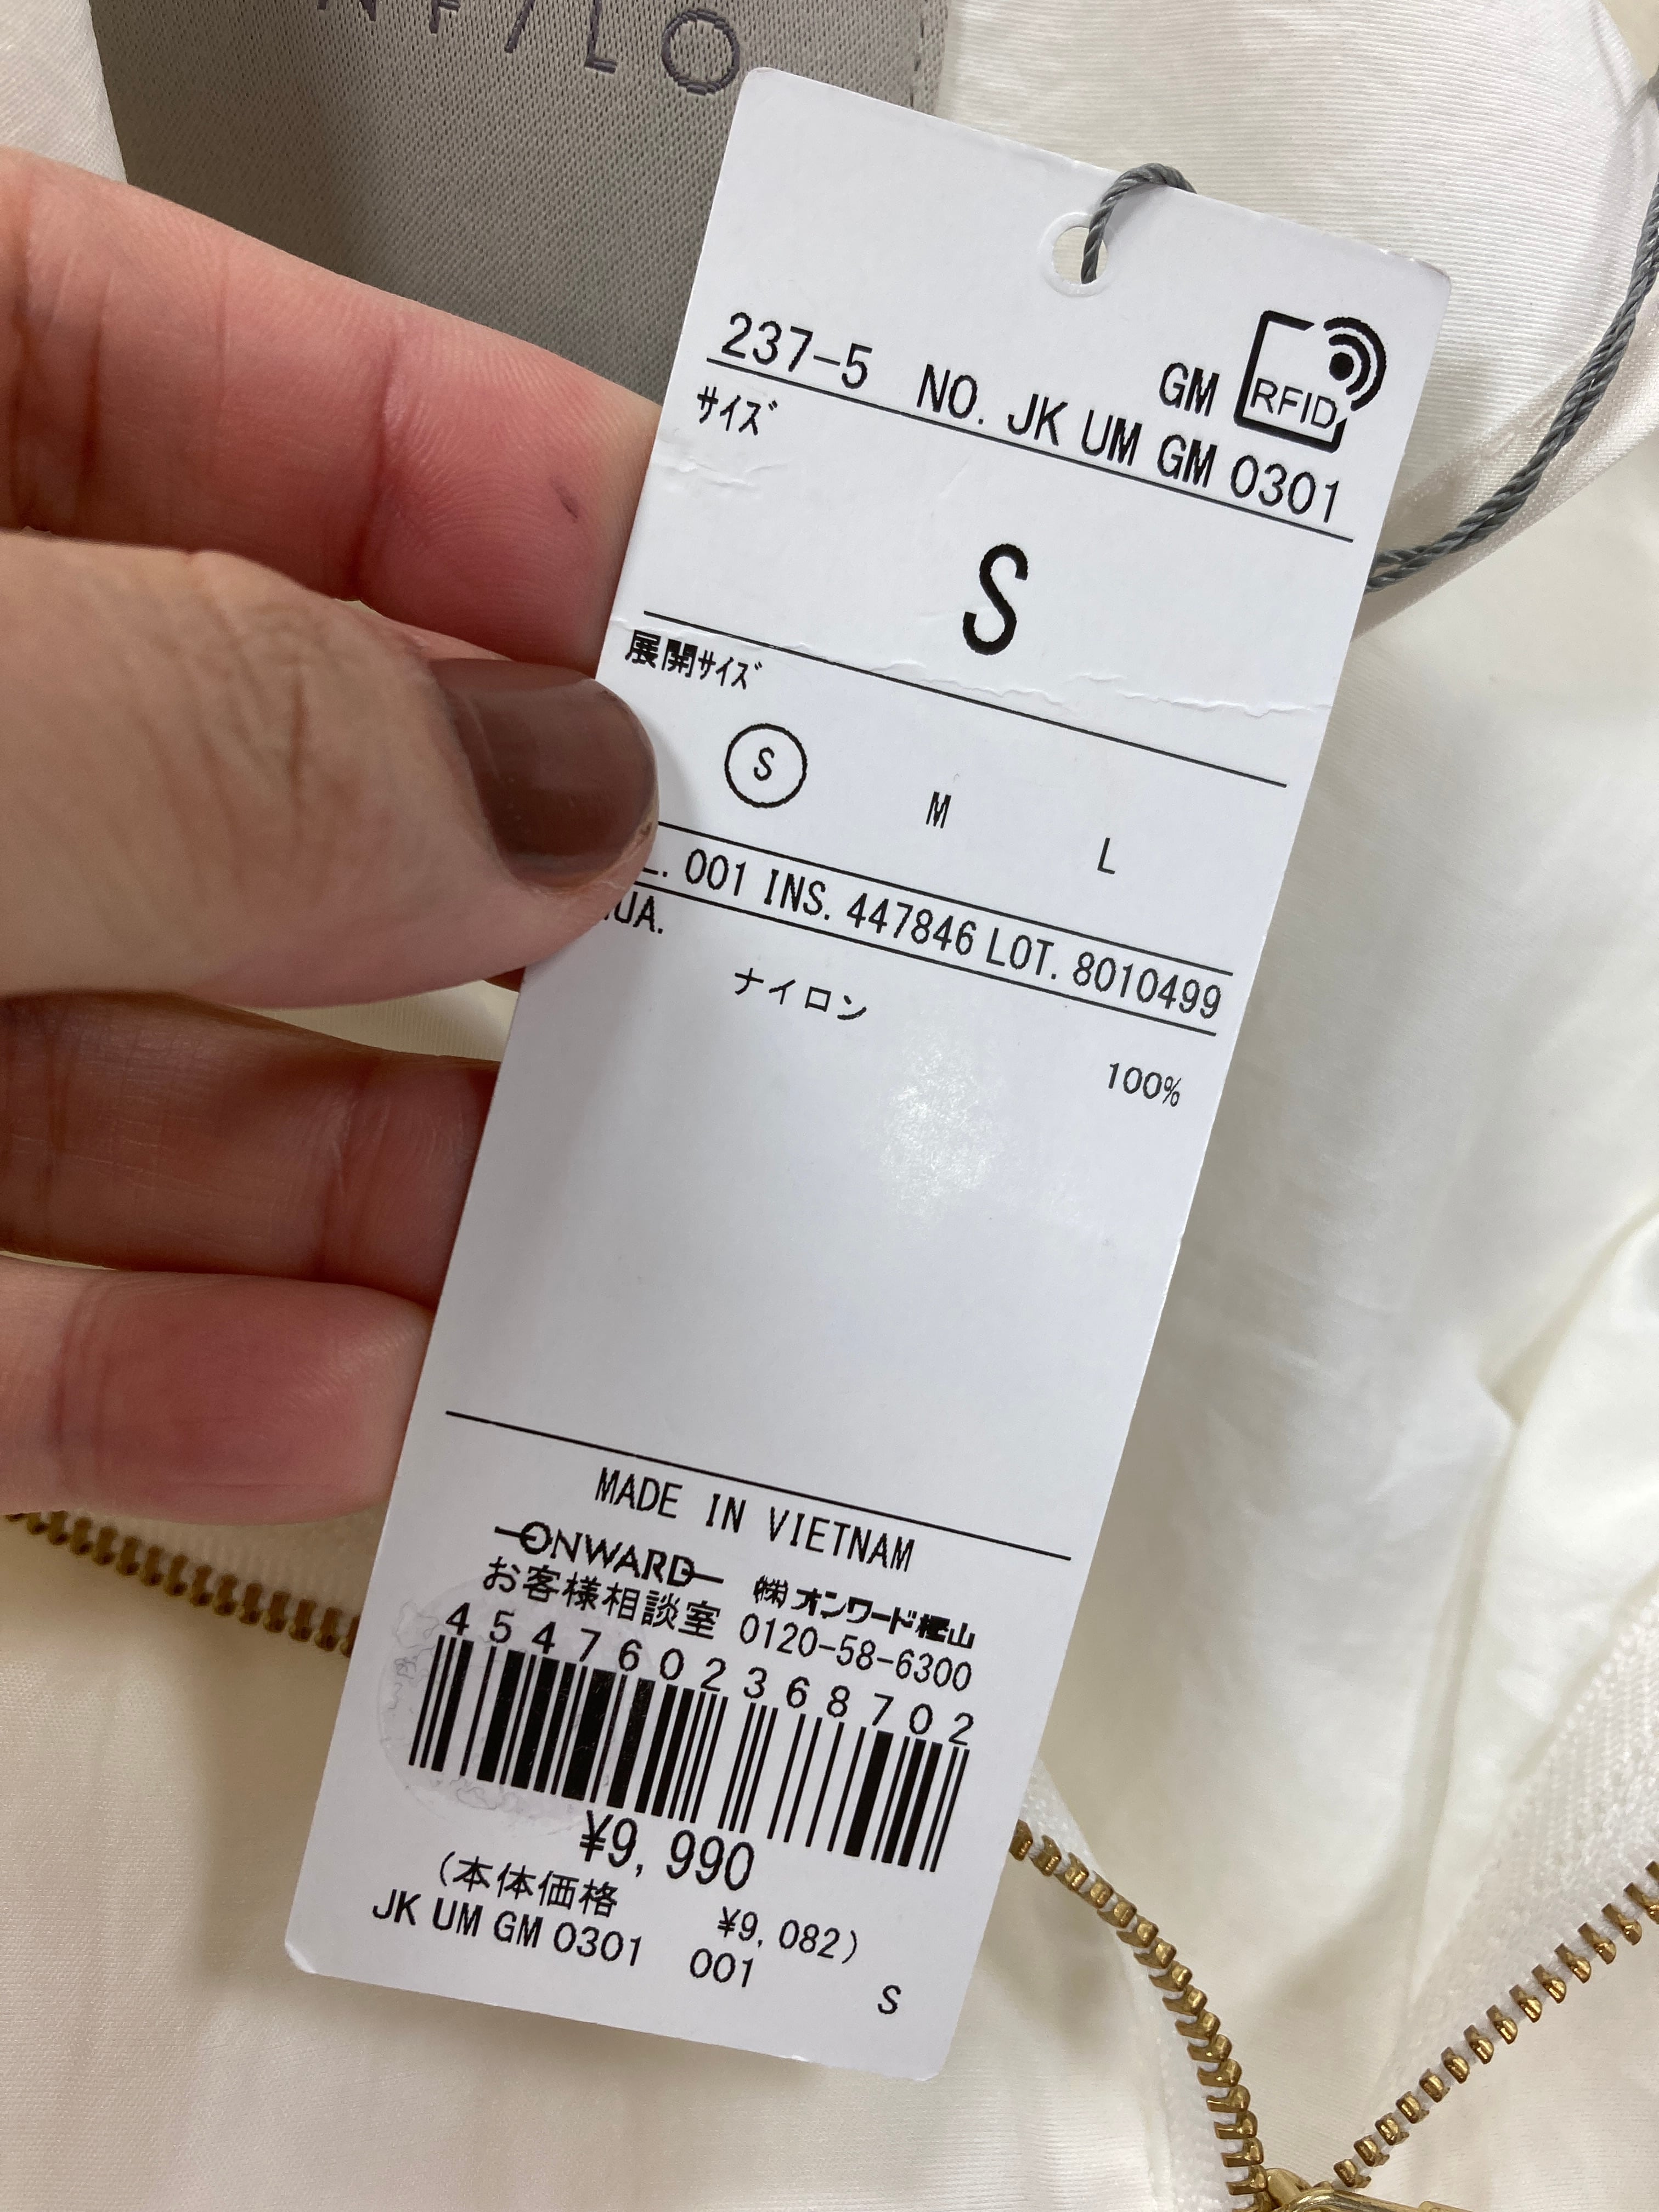 GM RFID
237-5 NO. JK UM GM 0301
サイズ
S
展開サイズ
S M L
001 INS. 447846 LOT. 8010499
ナイロン
100%
MADE IN VIETNAM
ONWARD ㈱オンワード樫山
お客様相談室 0120-58-6300
4547602368702
¥9,990
(本体価格 ¥9,082)
JK UM GM 0301 001 S